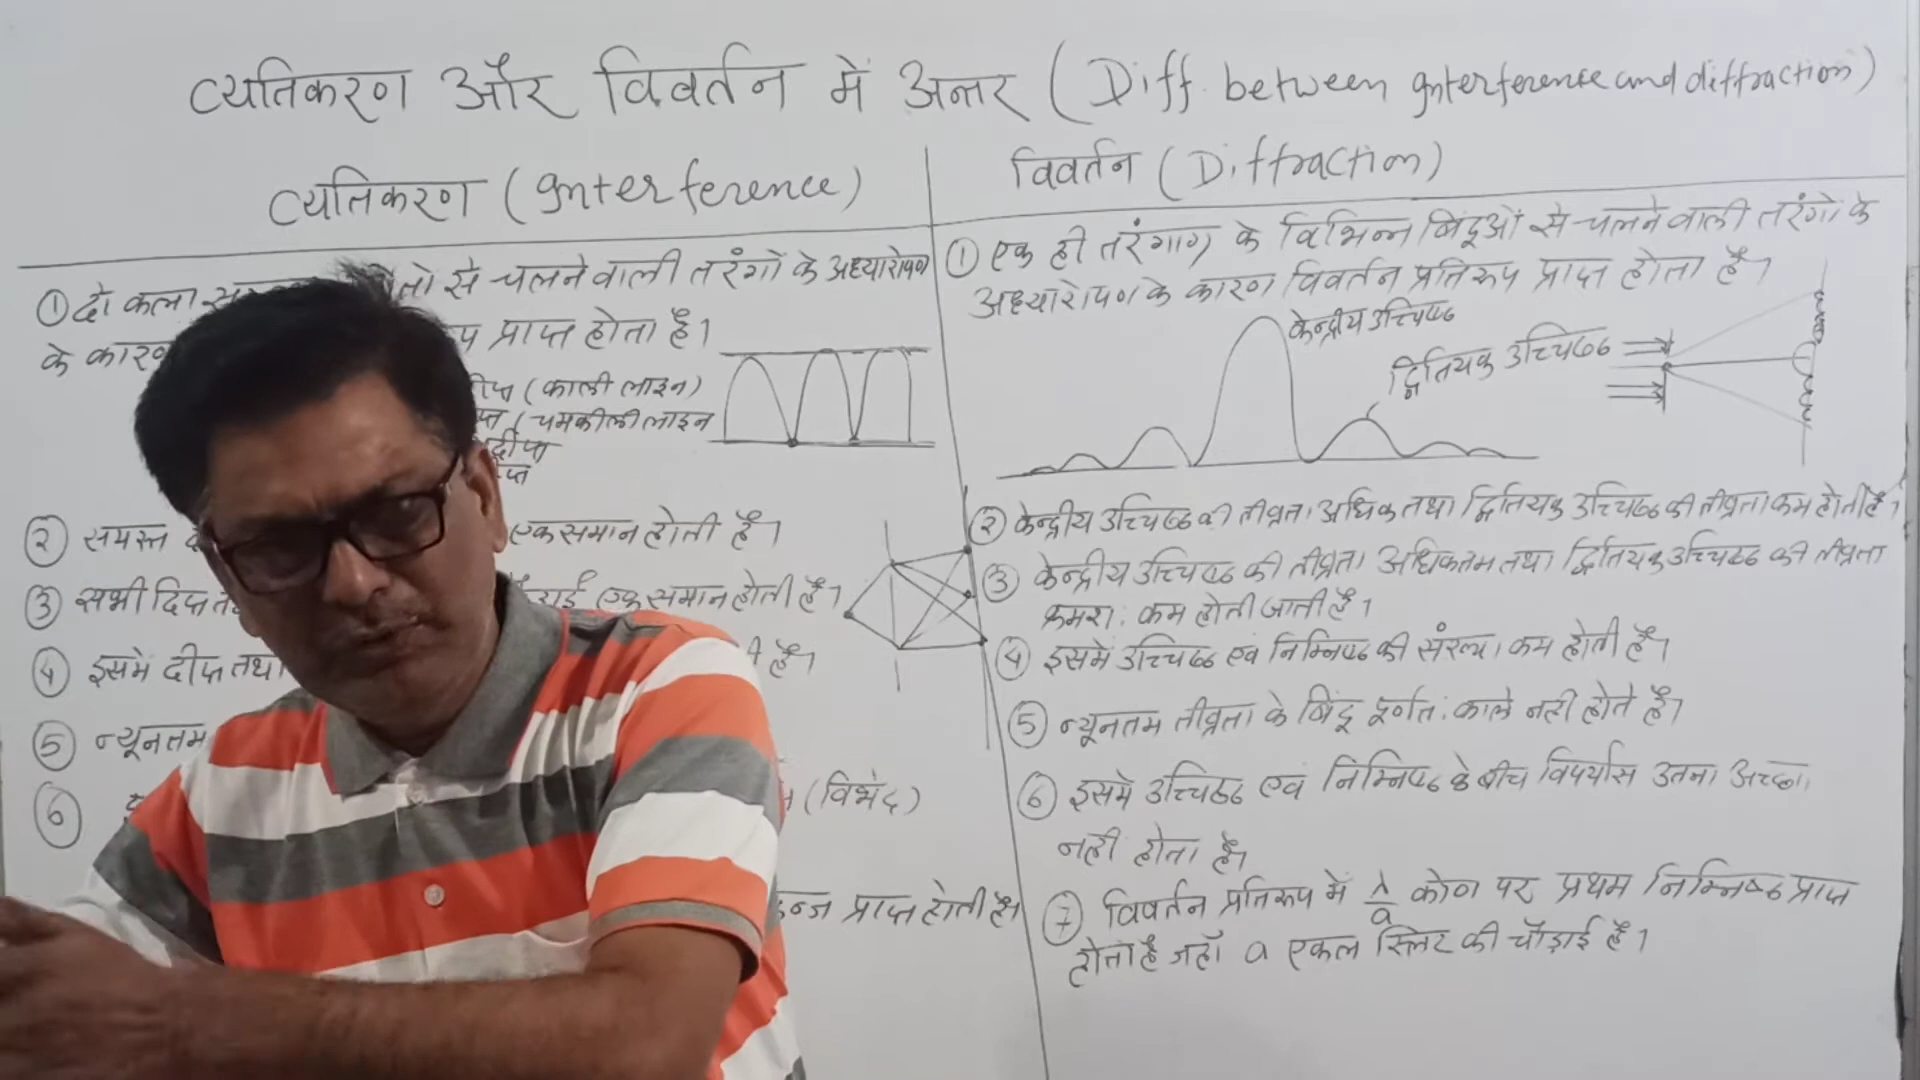 व्यतिकरण और विवर्तन में अन्तर (Diff. between Interference and diffraction)
व्यतिकरण (Interference)
① दो कला
तो से चलने वाली तरंगो के अध्यारोपण
के कारण
प्राप्त होता है।
(काली लाइन)
(चमकीली लाइन
② समस्त
एक समान होती है।
③ सभी दिप्त
एक समान होती है।
④ इसमें दीप्त तथा
है।
⑤ न्यूनतम
⑥
(विभेद)
प्राप्त होती है।
विवर्तन (Diffraction)
① एक ही तरंगाग्र के विभिन्न बिंदुओं से चलने वाली तरंगो के
अध्यारोपण के कारण विवर्तन प्रतिरूप प्राप्त होता है।
केन्द्रीय उच्चिष्ठ
द्वितियक उच्चिष्ठ
② केन्द्रीय उच्चिष्ठ की तीव्रता अधिक तथा द्वितियक उच्चिष्ठ की तीव्रता कम होती है।
③ केन्द्रीय उच्चिष्ठ की तीव्रता अधिकतम तथा द्वितियक उच्चिष्ठ की तीव्रता
क्रमश: कम होती जाती है।
④ इसमें उच्चिष्ठ एवं निम्निष्ठ की संख्या कम होती है।
⑤ न्यूनतम तीव्रता के बिंदु पूर्णत: काले नही होते है।
⑥ इसमे उच्चिष्ठ एवं निम्निष्ठ के बीच विपर्यास उतना अच्छा
नही होता है।
⑦ विवर्तन प्रतिरूप में λ/a कोण पर प्रथम निम्निष्ठ प्राप्त
होता है जहाँ a एकल स्लिट की चौड़ाई है।